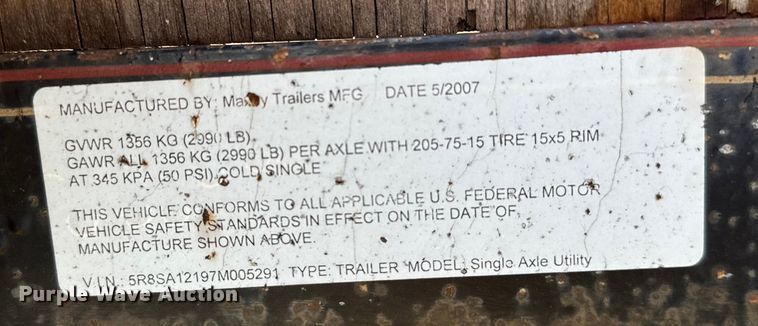 MANUFACTURED BY: Maxey Trailers MFG DATE 5/2007
GVWR 1356 KG (2990 LB)
GAWR ALL 1356 KG (2990 LB) PER AXLE WITH 205-75-15 TIRE 15x5 RIM
AT 345 KPA (50 PSI) COLD SINGLE
THIS VEHICLE CONFORMS TO ALL APPLICABLE U.S. FEDERAL MOTOR
VEHICLE SAFETY STANDARDS IN EFFECT ON THE DATE OF
MANUFACTURE SHOWN ABOVE.
V.I.N.: 5R8SA12197M005291 TYPE: TRAILER MODEL: Single Axle Utility
Purple Wave Auction